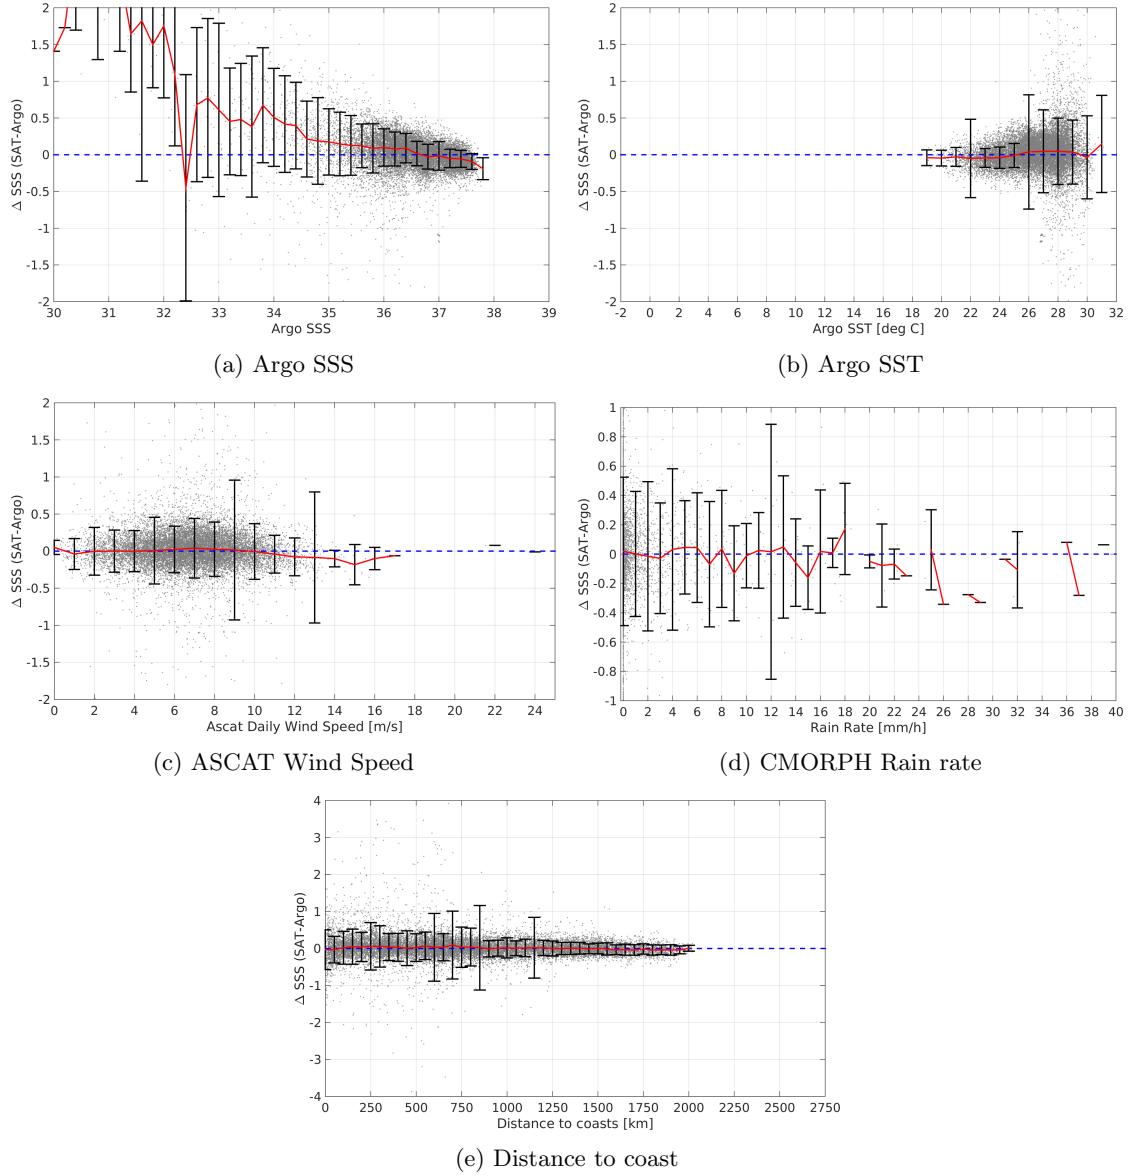 2
1.5
1
0.5
0
-0.5
-1
-1.5
-2
Δ SSS (SAT-Argo)
30 31 32 33 34 35 36 37 38 39
Argo SSS
(a) Argo SSS
2
1.5
1
0.5
0
-0.5
-1
-1.5
-2
Δ SSS (SAT-Argo)
-2 0 2 4 6 8 10 12 14 16 18 20 22 24 26 28 30 32
Argo SST [deg C]
(b) Argo SST
2
1.5
1
0.5
0
-0.5
-1
-1.5
-2
Δ SSS (SAT-Argo)
0 2 4 6 8 10 12 14 16 18 20 22 24
Ascat Daily Wind Speed [m/s]
(c) ASCAT Wind Speed
1
0.8
0.6
0.4
0.2
0
-0.2
-0.4
-0.6
-0.8
-1
Δ SSS (SAT-Argo)
0 2 4 6 8 10 12 14 16 18 20 22 24 26 28 30 32 34 36 38 40
Rain Rate [mm/h]
(d) CMORPH Rain rate
4
3
2
1
0
-1
-2
-3
-4
Δ SSS (SAT-Argo)
0 250 500 750 1000 1250 1500 1750 2000 2250 2500 2750
Distance to coasts [km]
(e) Distance to coast